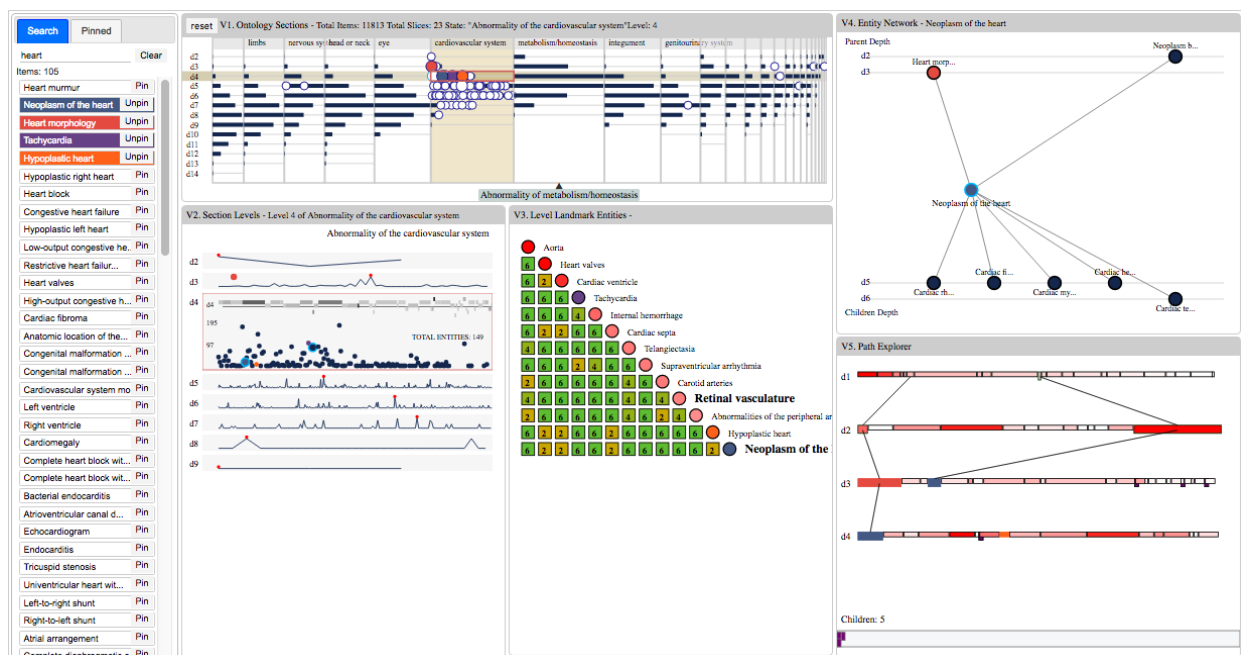 Search Pinned
heart Clear
Items: 105
Heart murmur Pin
Neoplasm of the heart Unpin
Heart morphology Unpin
Tachycardia Unpin
Hypoplastic heart Unpin
Hypoplastic right heart Pin
Heart block Pin
Congestive heart failure Pin
Hypoplastic left heart Pin
Low-output congestive he.. Pin
Restrictive heart failur... Pin
Heart valves Pin
High-output congestive h... Pin
Cardiac fibroma Pin
Anatomic location of the... Pin
Congenital malformation ... Pin
Congenital malformation ... Pin
Cardiovascular system mo Pin
Left ventricle Pin
Right ventricle Pin
Cardiomegaly Pin
Complete heart block wit... Pin
Complete heart block wit... Pin
Bacterial endocarditis Pin
Atrioventricular canal d... Pin
Echocardiogram Pin
Endocarditis Pin
Tricuspid stenosis Pin
Univentricular heart wit... Pin
Left-to-right shunt Pin
Right-to-left shunt Pin
Atrial arrangement Pin
reset V1. Ontology Sections - Total Items: 11813 Total Slices: 23 State: "Abnormality of the cardiovascular system"Level: 4
limbs nervous sy head or neck eye cardiovascular system metabolism/homeostasis integument genitourinary system
d2
d3
d4
d5
d6
d7
d8
d9
d10
d11
d12
d13
d14
Abnormality of metabolism/homeostasis
V2. Section Levels - Level 4 of Abnormality of the cardiovascular system
Abnormality of the cardiovascular system
d2
d3
d4 d4
195
TOTAL ENTITIES: 149
97
d5
d6
d7
d8
d9
V3. Level Landmark Entities -
Aorta
6 Heart valves
6 2 Cardiac ventricle
6 6 6 Tachycardia
6 6 6 4 Internal hemorrhage
6 2 2 6 6 Cardiac septa
4 6 6 6 6 6 Telangiectasia
6 6 6 2 4 6 6 Supraventricular arrhythmia
2 6 6 6 6 6 4 6 Carotid arteries
6 6 6 6 6 6 4 6 4 Retinal vasculature
2 6 6 6 6 6 4 6 2 4 Abnormalities of the peripheral ar
6 2 2 6 6 2 6 6 6 6 6 Hypoplastic heart
6 2 2 6 6 2 6 6 6 6 6 2 Neoplasm of the
V4. Entity Network - Neoplasm of the heart
Parent Depth
Neoplasm b...
d2
Heart morp...
d3
Neoplasm of the heart
Cardiac fi... Cardiac he...
d5
Cardiac rh... Cardiac my...
d6
Cardiac te...
Children Depth
V5. Path Explorer
d1
d2
d3
d4
Children: 5